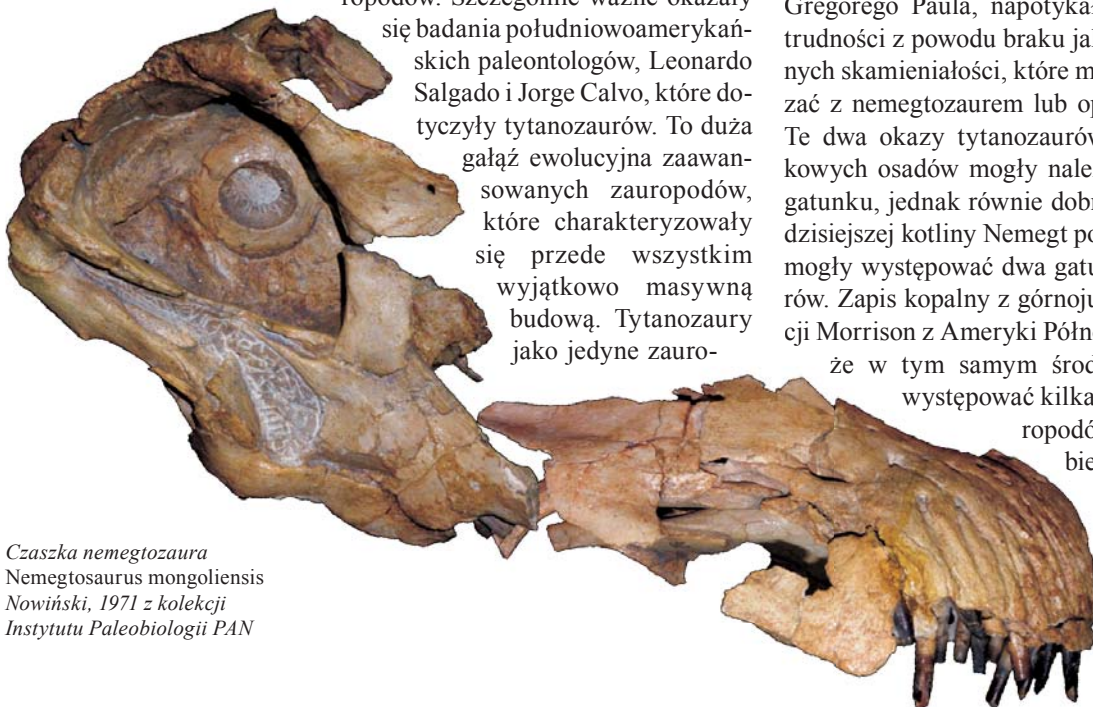 ropodów. Szczególnie ważne okazały
się badania południowoamerykań-
skich paleontologów, Leonardo
Salgado i Jorge Calvo, które do-
tyczyły tytanozaurów. To duża
gałąź ewolucyjna zaawan-
sowanych zauropodów,
które charakteryzowały
się przede wszystkim
wyjątkowo masywną
budową. Tytanozaury
jako jedyne zauro-
Gregorego Paula, napotykał
trudności z powodu braku jak
nych skamieniałości, które m
zać z nemegtozaurem lub op
Te dwa okazy tytanozaurów
kowych osadów mogły nale
gatunku, jednak równie dobr
dzisiejszej kotliny Nemegt po
mogły występować dwa gatu
rów. Zapis kopalny z górnoju
cji Morrison z Ameryki Półn
że w tym samym środ
występować kilka
ropodó
bie
Czaszka nemegtozaura
Nemegtosaurus mongoliensis
Nowiński, 1971 z kolekcji
Instytutu Paleobiologii PAN